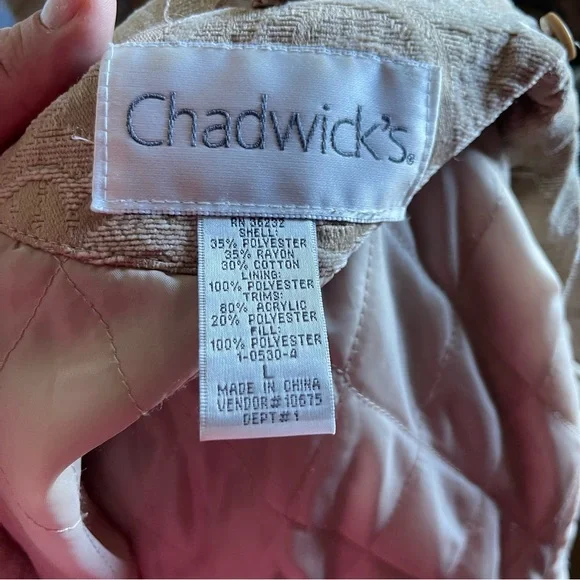 Chadwick's®
RN 36232
SHELL:
35% POLYESTER
35% RAYON
30% COTTON
LINING:
100% POLYESTER
TRIMS:
80% ACRYLIC
20% POLYESTER
FILL:
100% POLYESTER
1-0530-4
L
MADE IN CHINA
VENDOR#10675
DEPT#1